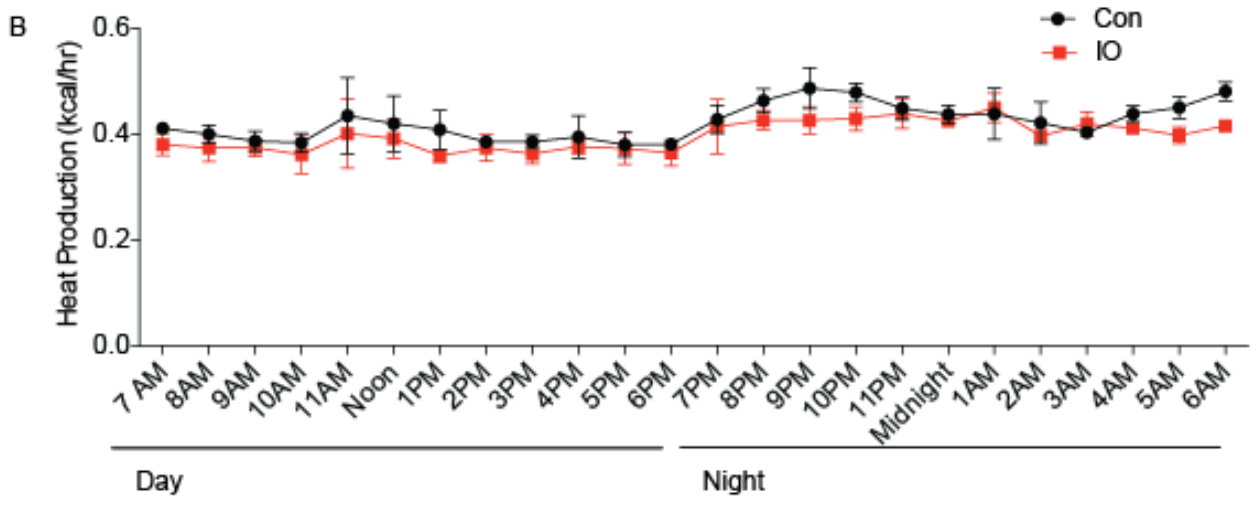 B
Con
IO
Heat Production (kcal/hr)
0.6
0.4
0.2
0.0
7 AM
8AM
9AM
10AM
11AM
Noon
1PM
2PM
3PM
4PM
5PM
6PM
7PM
8PM
9PM
10PM
11PM
Midnight
1AM
2AM
3AM
4AM
5AM
6AM
Day
Night